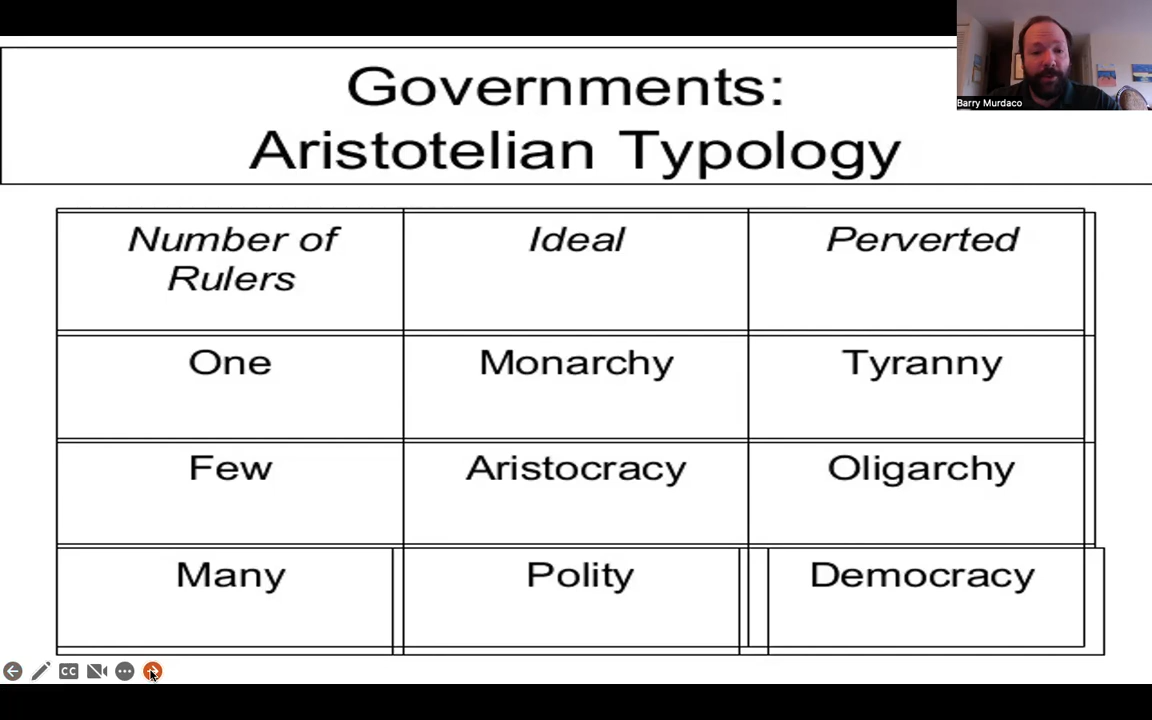 Governments:
Aristotelian Typology
Barry Murdaco
Number of Rulers
Ideal
Perverted
One
Monarchy
Tyranny
Few
Aristocracy
Oligarchy
Many
Polity
Democracy
CC